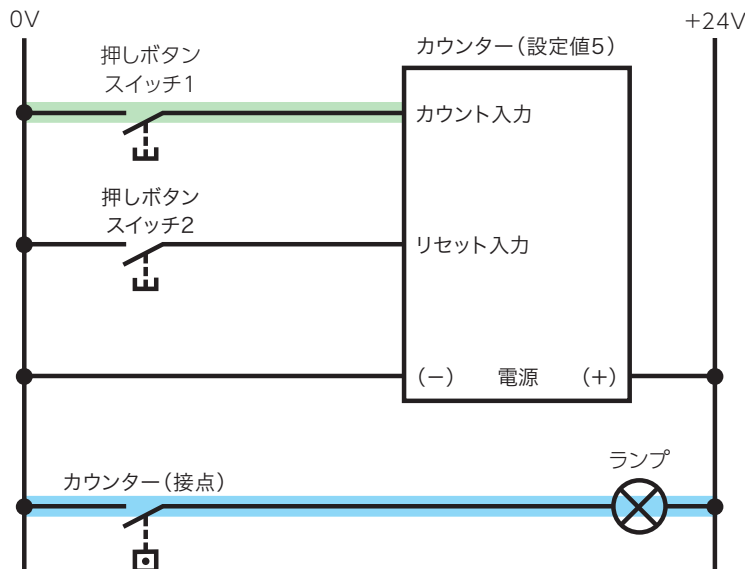 0V
+24V
押しボタン
スイッチ1
カウンター(設定値5)
カウント入力
押しボタン
スイッチ2
リセット入力
(−) 電源 (+)
カウンター(接点)
ランプ